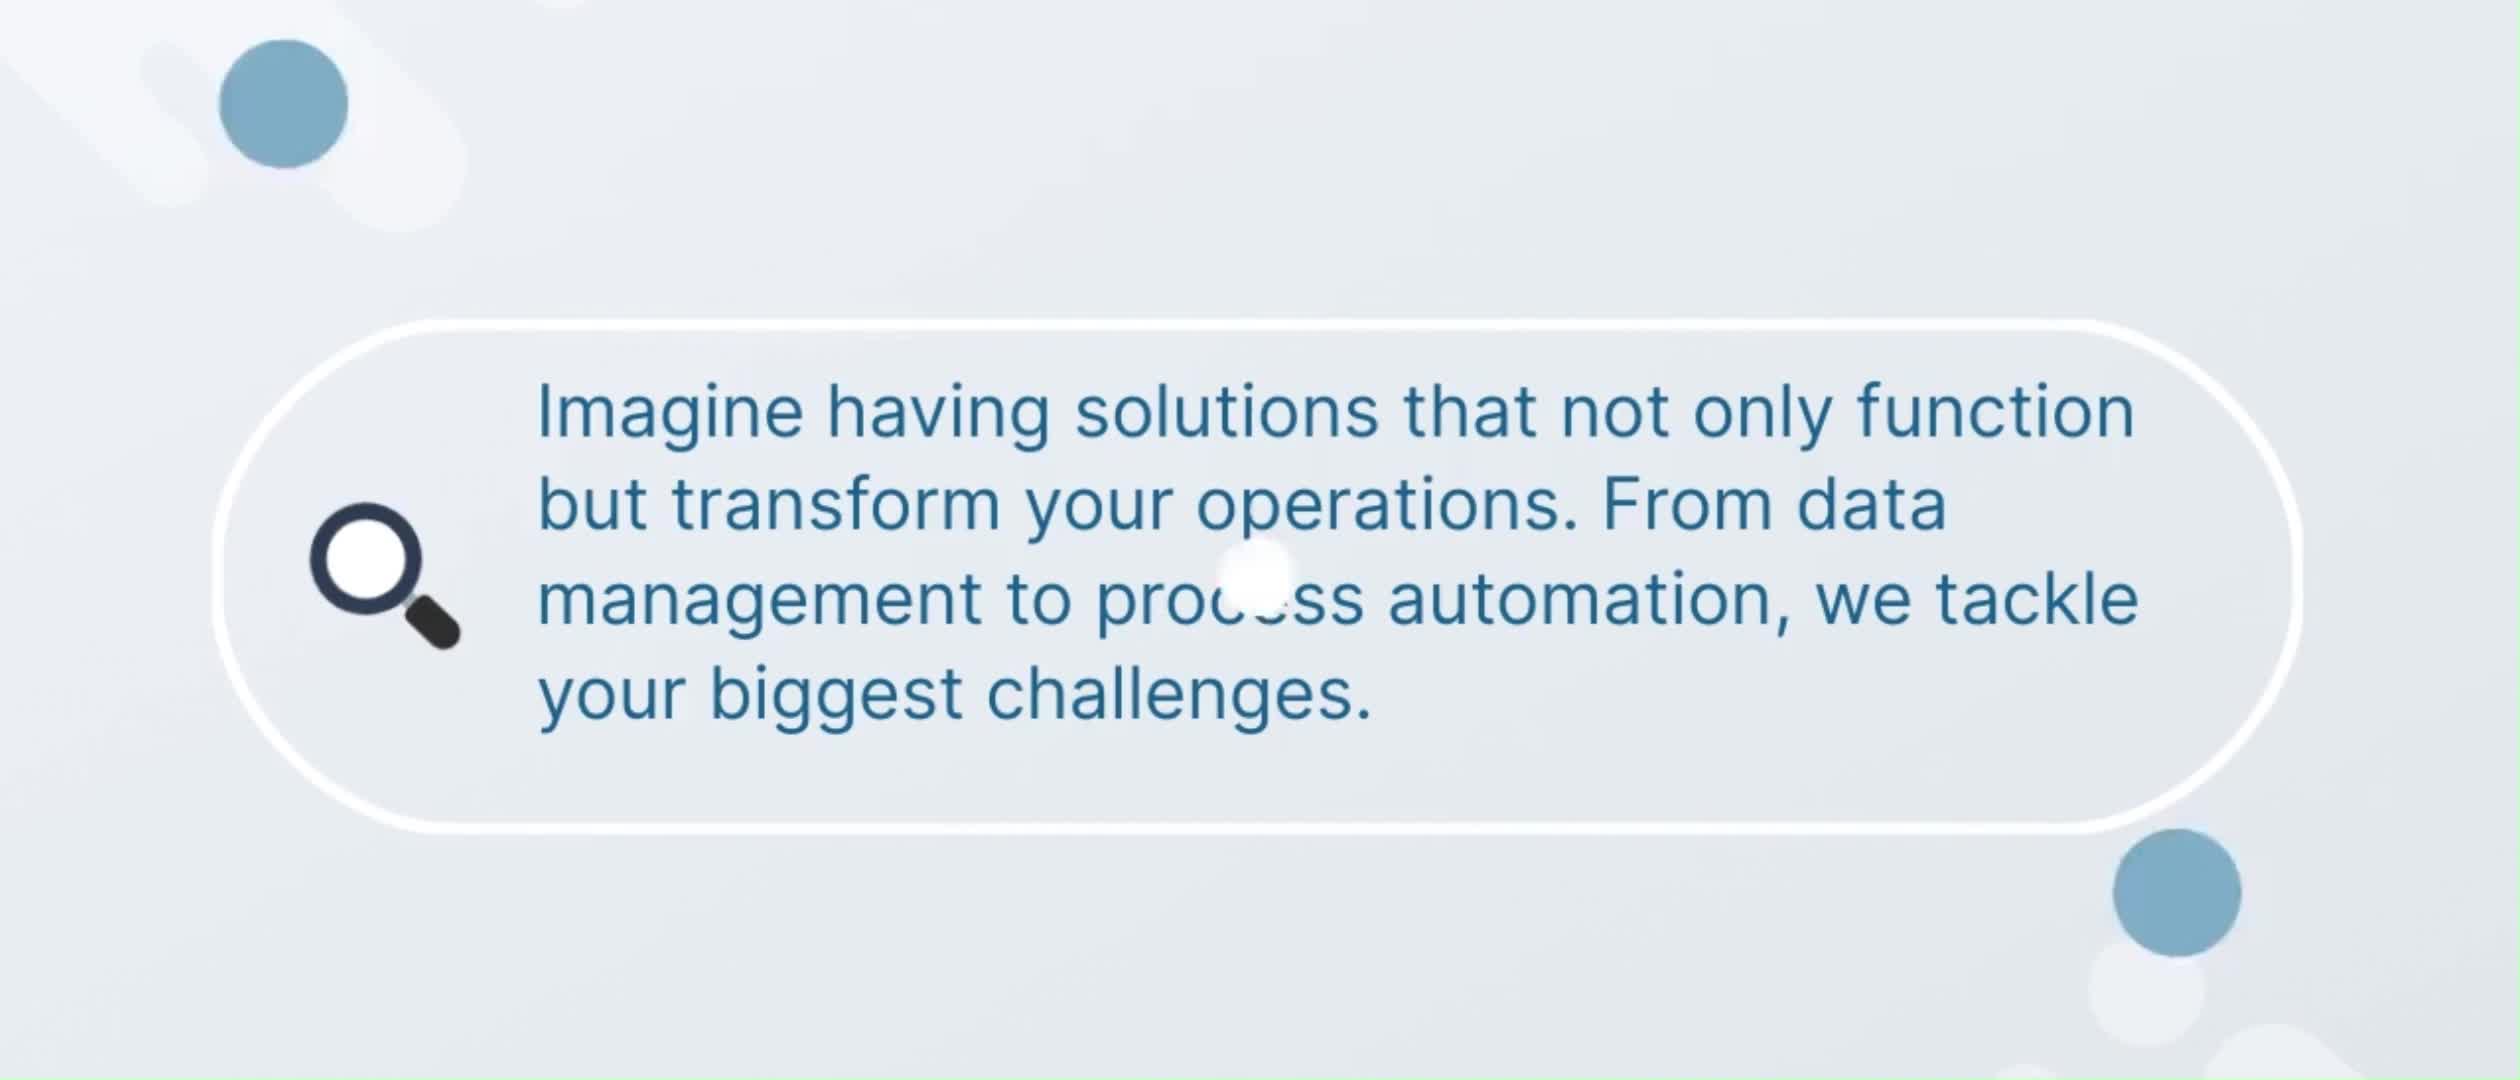 Imagine having solutions that not only function
but transform your operations. From data
management to process automation, we tackle
your biggest challenges.